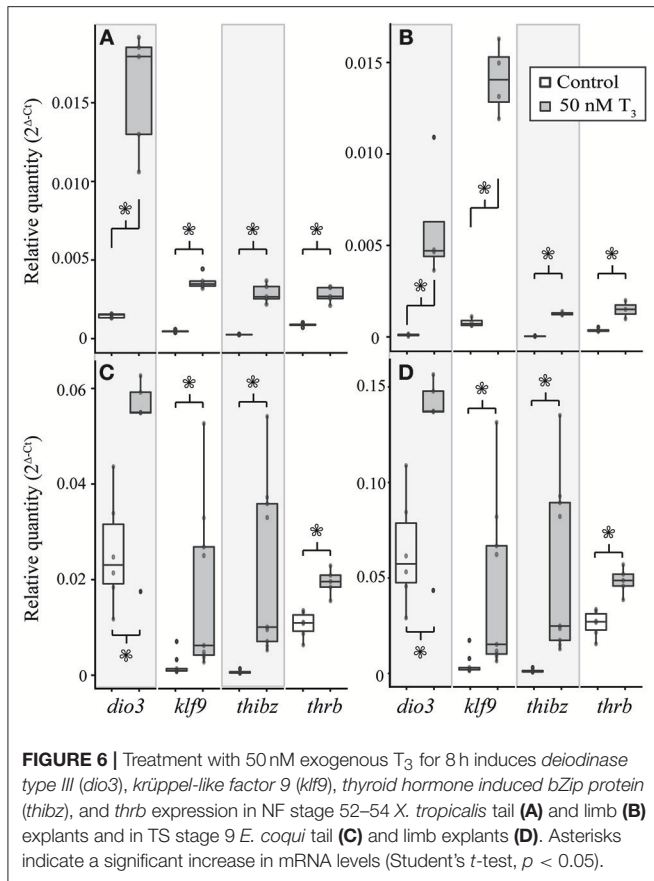 A
B
Control
50 nM T3
Relative quantity (2^Δ-Ct)
0.015
0.010
0.005
0
*
*
*
*
0.015
0.010
0.005
0
*
*
*
*
C
D
Relative quantity (2^Δ-Ct)
0.06
0.04
0.02
0
*
*
*
*
0.15
0.10
0.05
0
*
*
*
*
dio3 klf9 thibz thrb
dio3 klf9 thibz thrb
FIGURE 6 | Treatment with 50 nM exogenous T3 for 8 h induces deiodinase
type III (dio3), krüppel-like factor 9 (klf9), thyroid hormone induced bZip protein
(thibz), and thrb expression in NF stage 52–54 X. tropicalis tail (A) and limb (B)
explants and in TS stage 9 E. coqui tail (C) and limb explants (D). Asterisks
indicate a significant increase in mRNA levels (Student's t-test, p < 0.05).